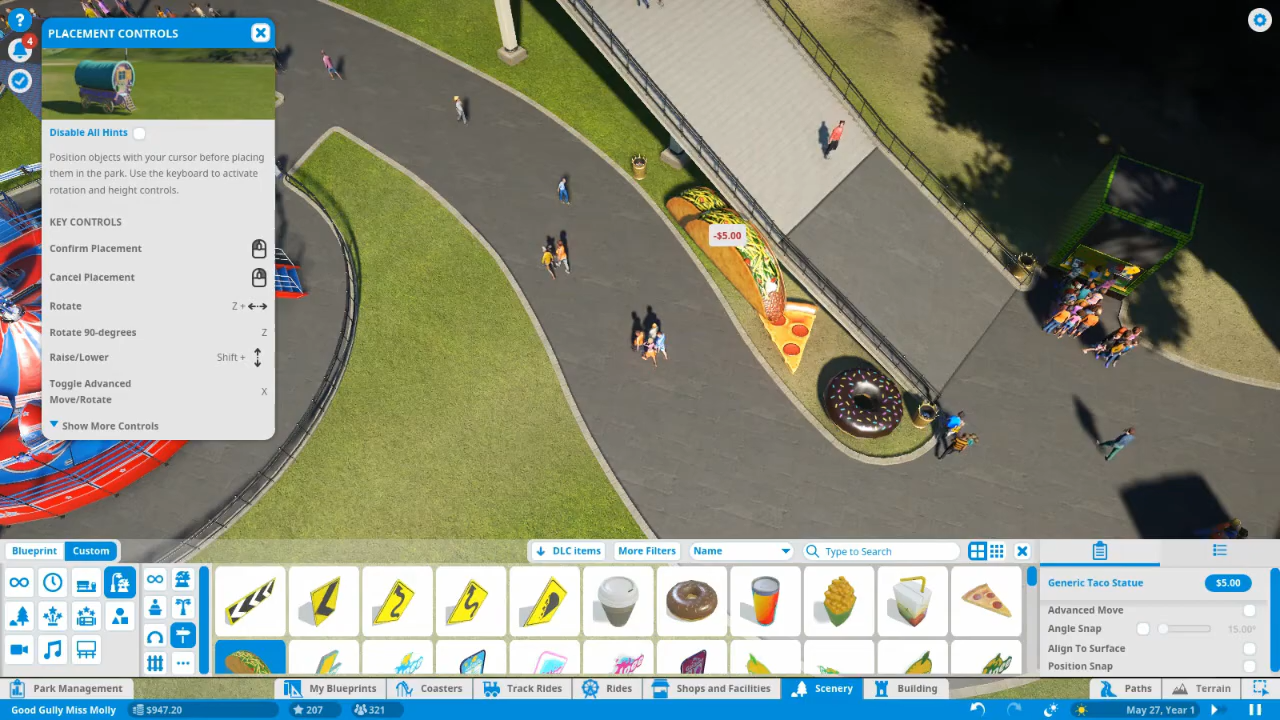 ?
4
PLACEMENT CONTROLS
Disable All Hints
Position objects with your cursor before placing
them in the park. Use the keyboard to activate
rotation and height controls.
KEY CONTROLS
Confirm Placement
Cancel Placement
Rotate Z +
Rotate 90-degrees Z
Raise/Lower Shift +
Toggle Advanced
Move/Rotate X
Show More Controls
-$5.00
Blueprint Custom
DLC items More Filters Name Type to Search
Generic Taco Statue $5.00
Advanced Move
Angle Snap 15.00°
Align To Surface
Position Snap
Park Management My Blueprints Coasters Track Rides Rides Shops and Facilities Scenery Building Paths Terrain
Good Gully Miss Molly $947.20 207 321 May 27, Year 1